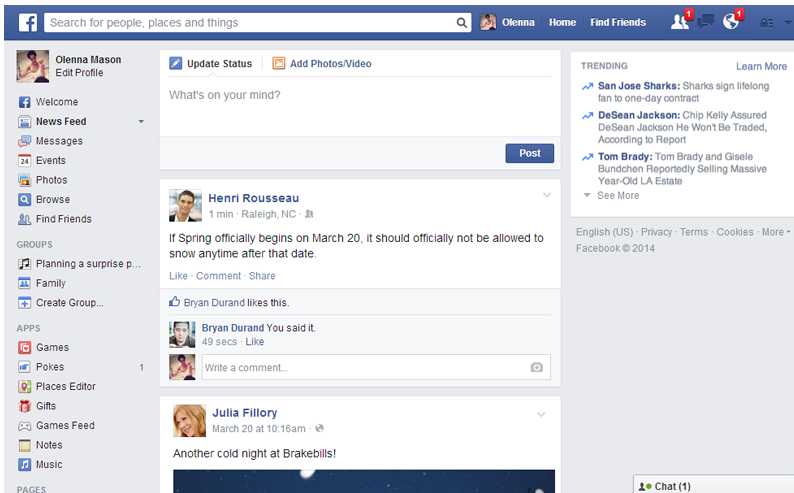 f Search for people, places and things
Olenna Home Find Friends 1 1
Olenna Mason
Edit Profile
Welcome
News Feed
Messages
24 Events
Photos
Browse
Find Friends
GROUPS
Planning a surprise p...
Family
Create Group...
APPS
Games
Pokes 1
Places Editor
Gifts
Games Feed
Notes
Music
PAGES
Update Status Add Photos/Video
What's on your mind?
Post
Henri Rousseau
1 min · Raleigh, NC ·
If Spring officially begins on March 20, it should officially not be allowed to
snow anytime after that date.
Like · Comment · Share
Bryan Durand likes this.
Bryan Durand You said it.
49 secs · Like
Write a comment...
Julia Fillory
March 20 at 10:16am ·
Another cold night at Brakebills!
TRENDING Learn More
San Jose Sharks: Sharks sign lifelong
fan to one-day contract
DeSean Jackson: Chip Kelly Assured
DeSean Jackson He Won't Be Traded,
According to Report
Tom Brady: Tom Brady and Gisele
Bundchen Reportedly Selling Massive
Year-Old LA Estate
See More
English (US) · Privacy · Terms · Cookies · More
Facebook © 2014
Chat (1)